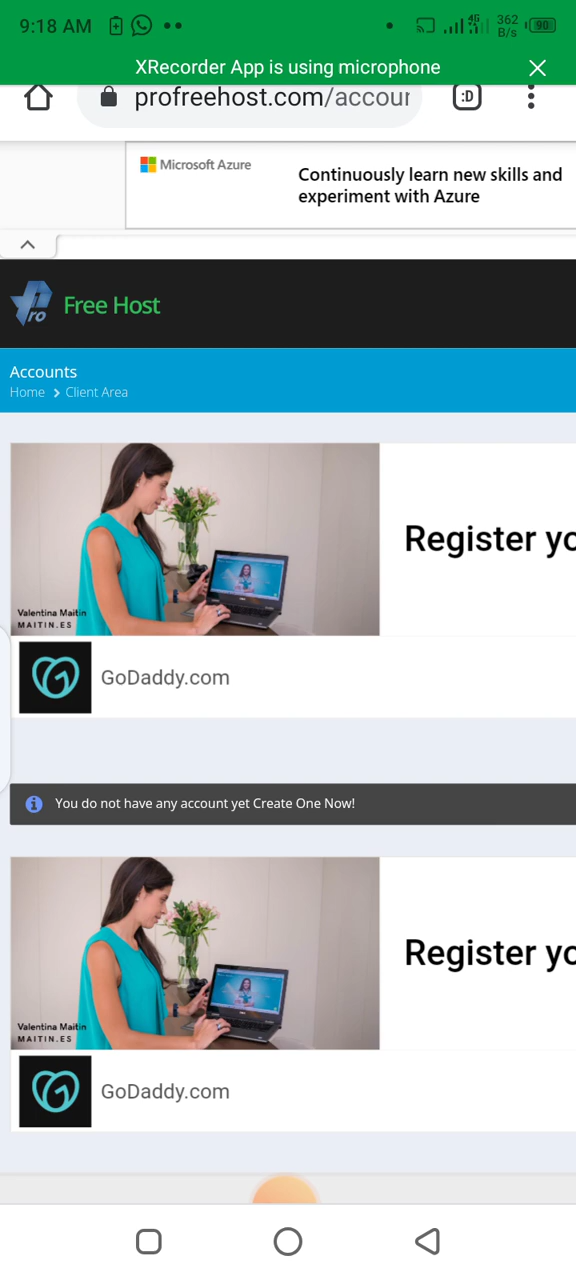 9:18 AM
4G
362
B/s
90
XRecorder App is using microphone
profreehost.com/accour
:D
Microsoft Azure
Continuously learn new skills and
experiment with Azure
ro
Free Host
Accounts
Home > Client Area
Valentina Maitin
MAITIN.ES
Register yo
GoDaddy.com
You do not have any account yet Create One Now!
Valentina Maitin
MAITIN.ES
Register yo
GoDaddy.com